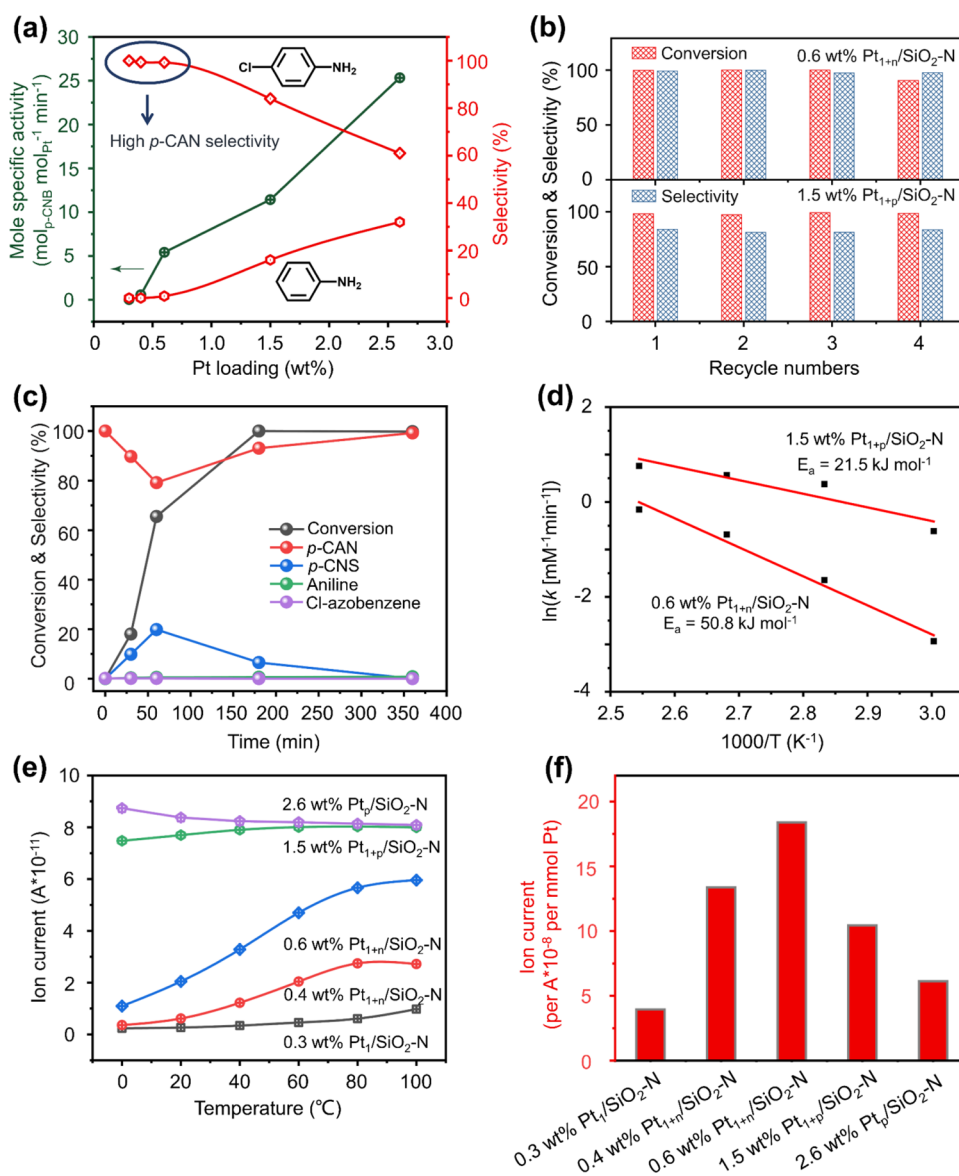 (a)
Mole specific activity
(mol_p-CNB mol_Pt⁻¹ min⁻¹)
30
25
20
15
10
5
0
Cl
NH₂
High p-CAN selectivity
NH₂
100
80
60
40
20
0
Selectivity (%)
0
0.5
1.0
1.5
2.0
2.5
3.0
Pt loading (wt%)
(b)
Conversion & Selectivity (%)
Conversion
0.6 wt% Pt₁₊ₙ/SiO₂-N
100
50
0
Selectivity
1.5 wt% Pt₁₊ₚ/SiO₂-N
50
100
1
2
3
4
Recycle numbers
(c)
Conversion & Selectivity (%)
100
80
60
40
20
0
Conversion
p-CAN
p-CNS
Aniline
Cl-azobenzene
0
50
100
150
200
250
300
350
400
Time (min)
(d)
ln(k [mM⁻¹min⁻¹])
2
0
-2
-4
1.5 wt% Pt₁₊ₚ/SiO₂-N
Eₐ = 21.5 kJ mol⁻¹
0.6 wt% Pt₁₊ₙ/SiO₂-N
Eₐ = 50.8 kJ mol⁻¹
2.5
2.6
2.7
2.8
2.9
3.0
1000/T (K⁻¹)
(e)
Ion current (A*10⁻¹¹)
10
8
6
4
2
0
2.6 wt% Ptₚ/SiO₂-N
1.5 wt% Pt₁₊ₚ/SiO₂-N
0.6 wt% Pt₁₊ₙ/SiO₂-N
0.4 wt% Pt₁₊ₙ/SiO₂-N
0.3 wt% Pt₁/SiO₂-N
0
20
40
60
80
100
Temperature (℃)
(f)
Ion current
(per A*10⁻⁸ per mmol Pt)
20
15
10
5
0
0.3 wt% Pt₁/SiO₂-N
0.4 wt% Pt₁₊ₙ/SiO₂-N
0.6 wt% Pt₁₊ₙ/SiO₂-N
1.5 wt% Pt₁₊ₚ/SiO₂-N
2.6 wt% Ptₚ/SiO₂-N